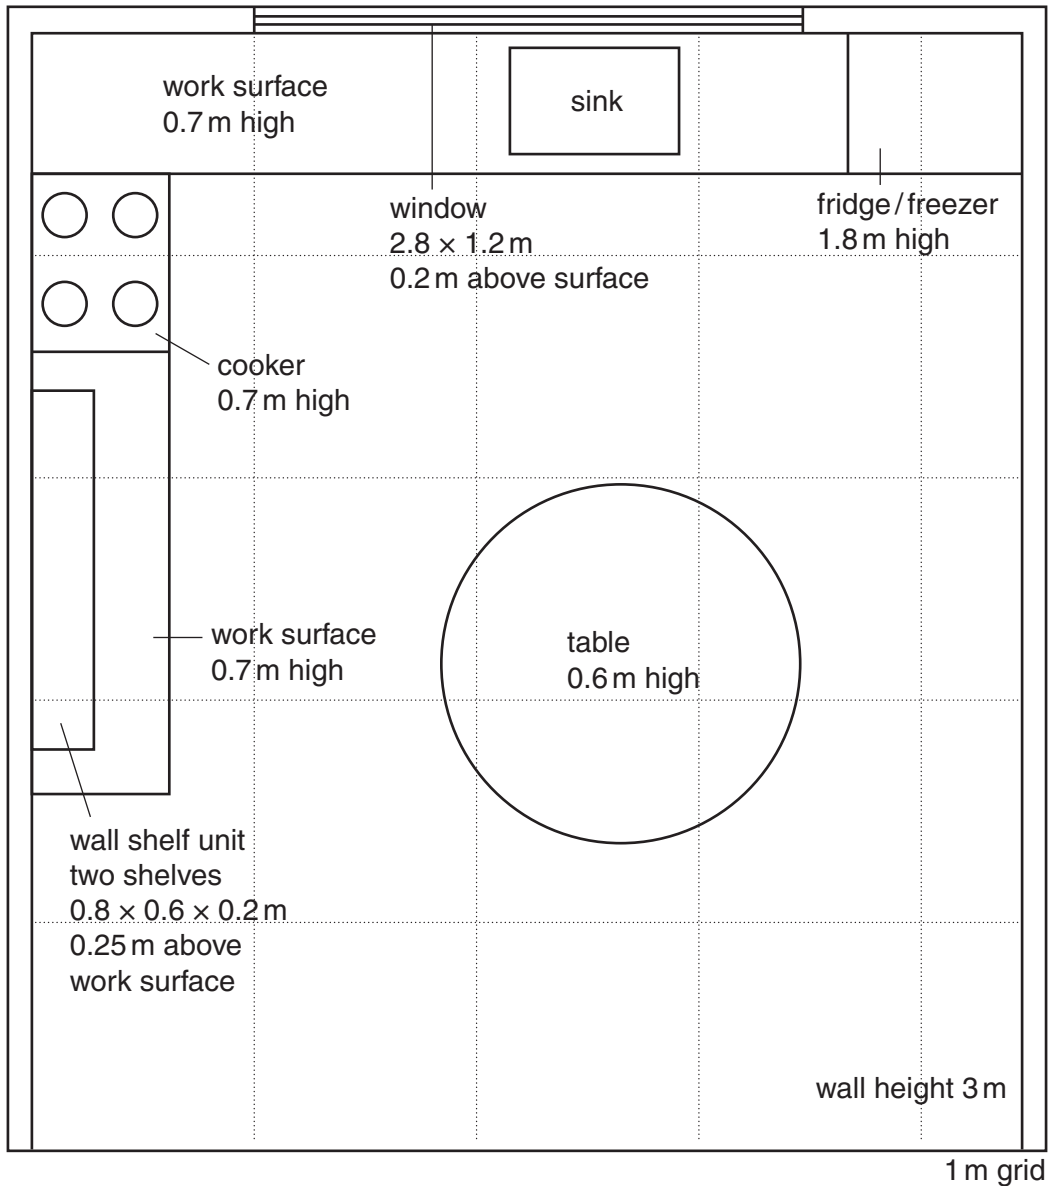 work surface
0.7 m high
sink
window
2.8 × 1.2 m
0.2 m above surface
fridge / freezer
1.8 m high
cooker
0.7 m high
work surface
0.7 m high
table
0.6 m high
wall shelf unit
two shelves
0.8 × 0.6 × 0.2 m
0.25 m above
work surface
wall height 3 m
1 m grid